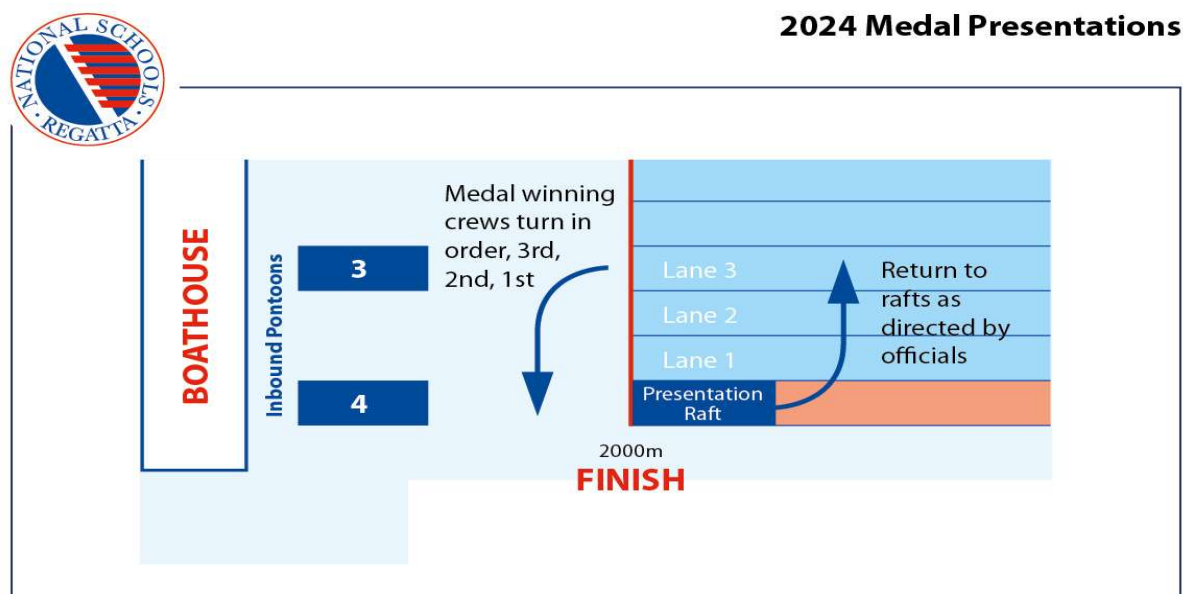 2024 Medal Presentations
NATIONAL SCHOOLS
· REGATTA ·
BOATHOUSE
Inbound Pontoons
3
4
Medal winning
crews turn in
order, 3rd,
2nd, 1st
Lane 3
Lane 2
Lane 1
Presentation
Raft
Return to
rafts as
directed by
officials
2000m
FINISH